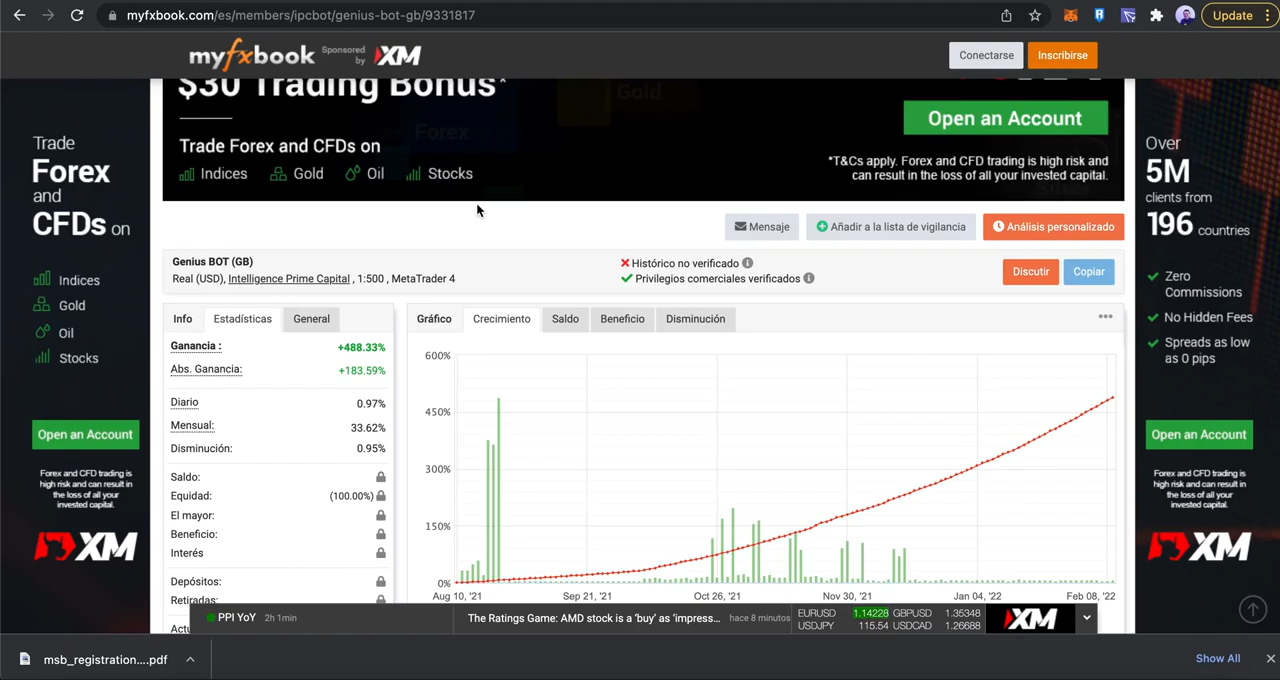 myfxbook.com/es/members/ipcbot/genius-bot-gb/9331817
Update
myfxbook Sponsored by XM
Conectarse
Inscribirse
$30 Trading Bonus*
Gold
Forex
Open an Account
Trade Forex and CFDs on
Indices
Gold
Oil
Stocks
*T&Cs apply. Forex and CFD trading is high risk and
can result in the loss of all your invested capital.
Trade
Forex
and
CFDs on
Indices
Gold
Oil
Stocks
Open an Account
Forex and CFD trading is
high risk and can result in
the loss of all your
invested capital.
XM
Mensaje
Añadir a la lista de vigilancia
Análisis personalizado
Genius BOT (GB)
Real (USD), Intelligence Prime Capital , 1:500 , MetaTrader 4
Histórico no verificado
Privilegios comerciales verificados
Discutir
Copiar
Info
Estadísticas
General
Ganancia :
+488.33%
Abs. Ganancia:
+183.59%
Diario
0.97%
Mensual:
33.62%
Disminución:
0.95%
Saldo:
Equidad:
(100.00%)
El mayor:
Beneficio:
Interés
Depósitos:
Retiradas:
Gráfico
Crecimiento
Saldo
Beneficio
Disminución
600%
450%
300%
150%
0%
Aug 10, '21
Sep 21, '21
Oct 26, '21
Nov 30, '21
Jan 04, '22
Feb 08, '22
Over
5M
clients from
196 countries
Zero
Commissions
No Hidden Fees
Spreads as low
as 0 pips
Open an Account
Forex and CFD trading is
high risk and can result in
the loss of all your
invested capital.
XM
PPI YoY
2h 1min
The Ratings Game: AMD stock is a 'buy' as 'impress...
hace 8 minutos
EURUSD 1.14228 GBPUSD 1.35348
USDJPY 115.54 USDCAD 1.26688
XM
msb_registration....pdf
Show All